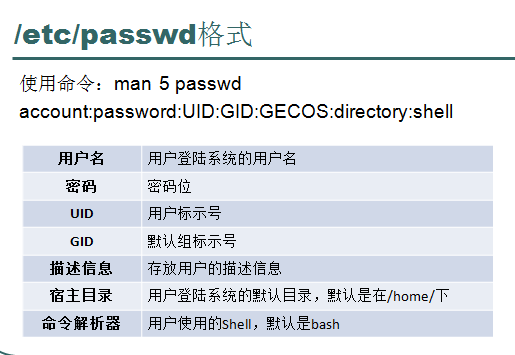 /etc/passwd格式
使用命令：man 5 passwd
account:password:UID:GID:GECOS:directory:shell
用户名 用户登陆系统的用户名
密码 密码位
UID 用户标示号
GID 默认组标示号
描述信息 存放用户的描述信息
宿主目录 用户登陆系统的默认目录，默认是在/home/下
命令解析器 用户使用的Shell，默认是bash